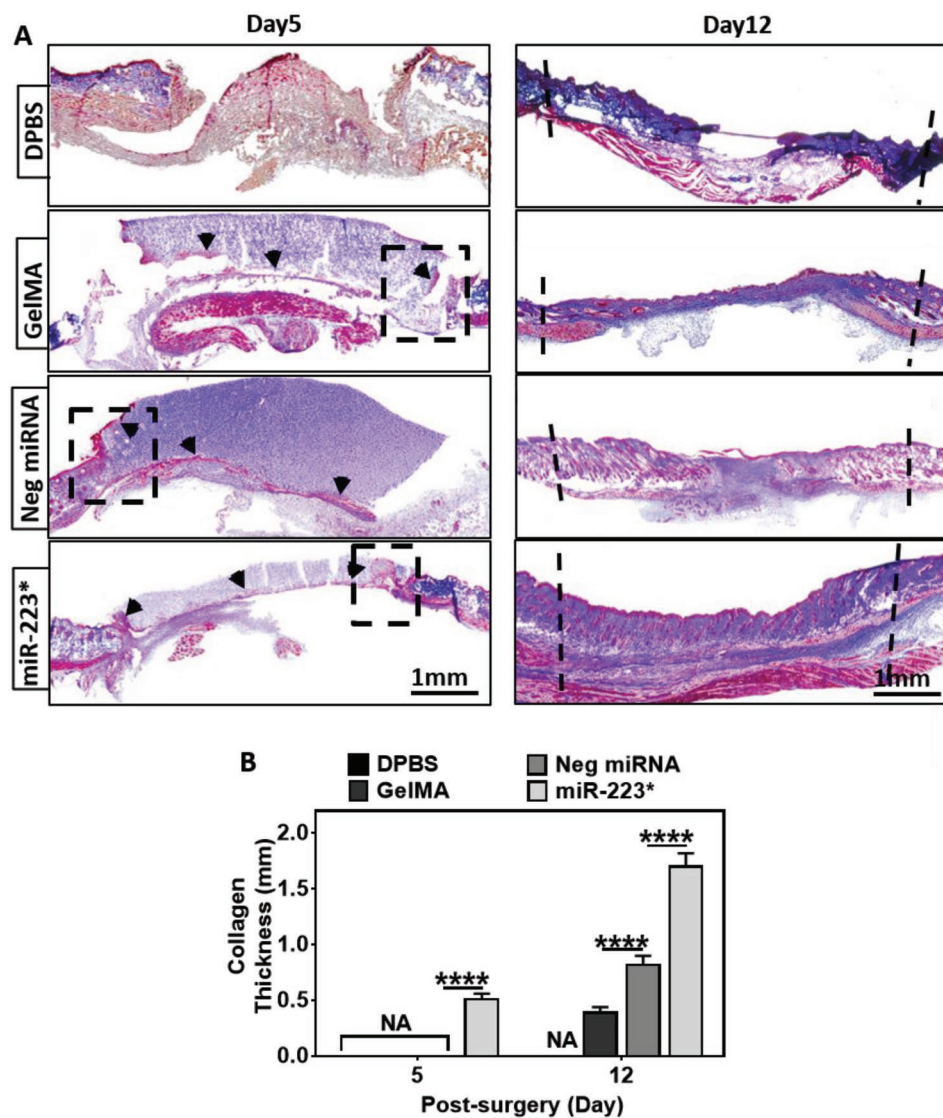 A
Day5
Day12
DPBS
GelMA
Neg miRNA
miR-223*
1mm
1mm
B
DPBS
Neg miRNA
GelMA
miR-223*
Collagen
Thickness (mm)
2.0
1.5
1.0
0.5
0.0
NA
****
NA
****
****
5
12
Post-surgery (Day)